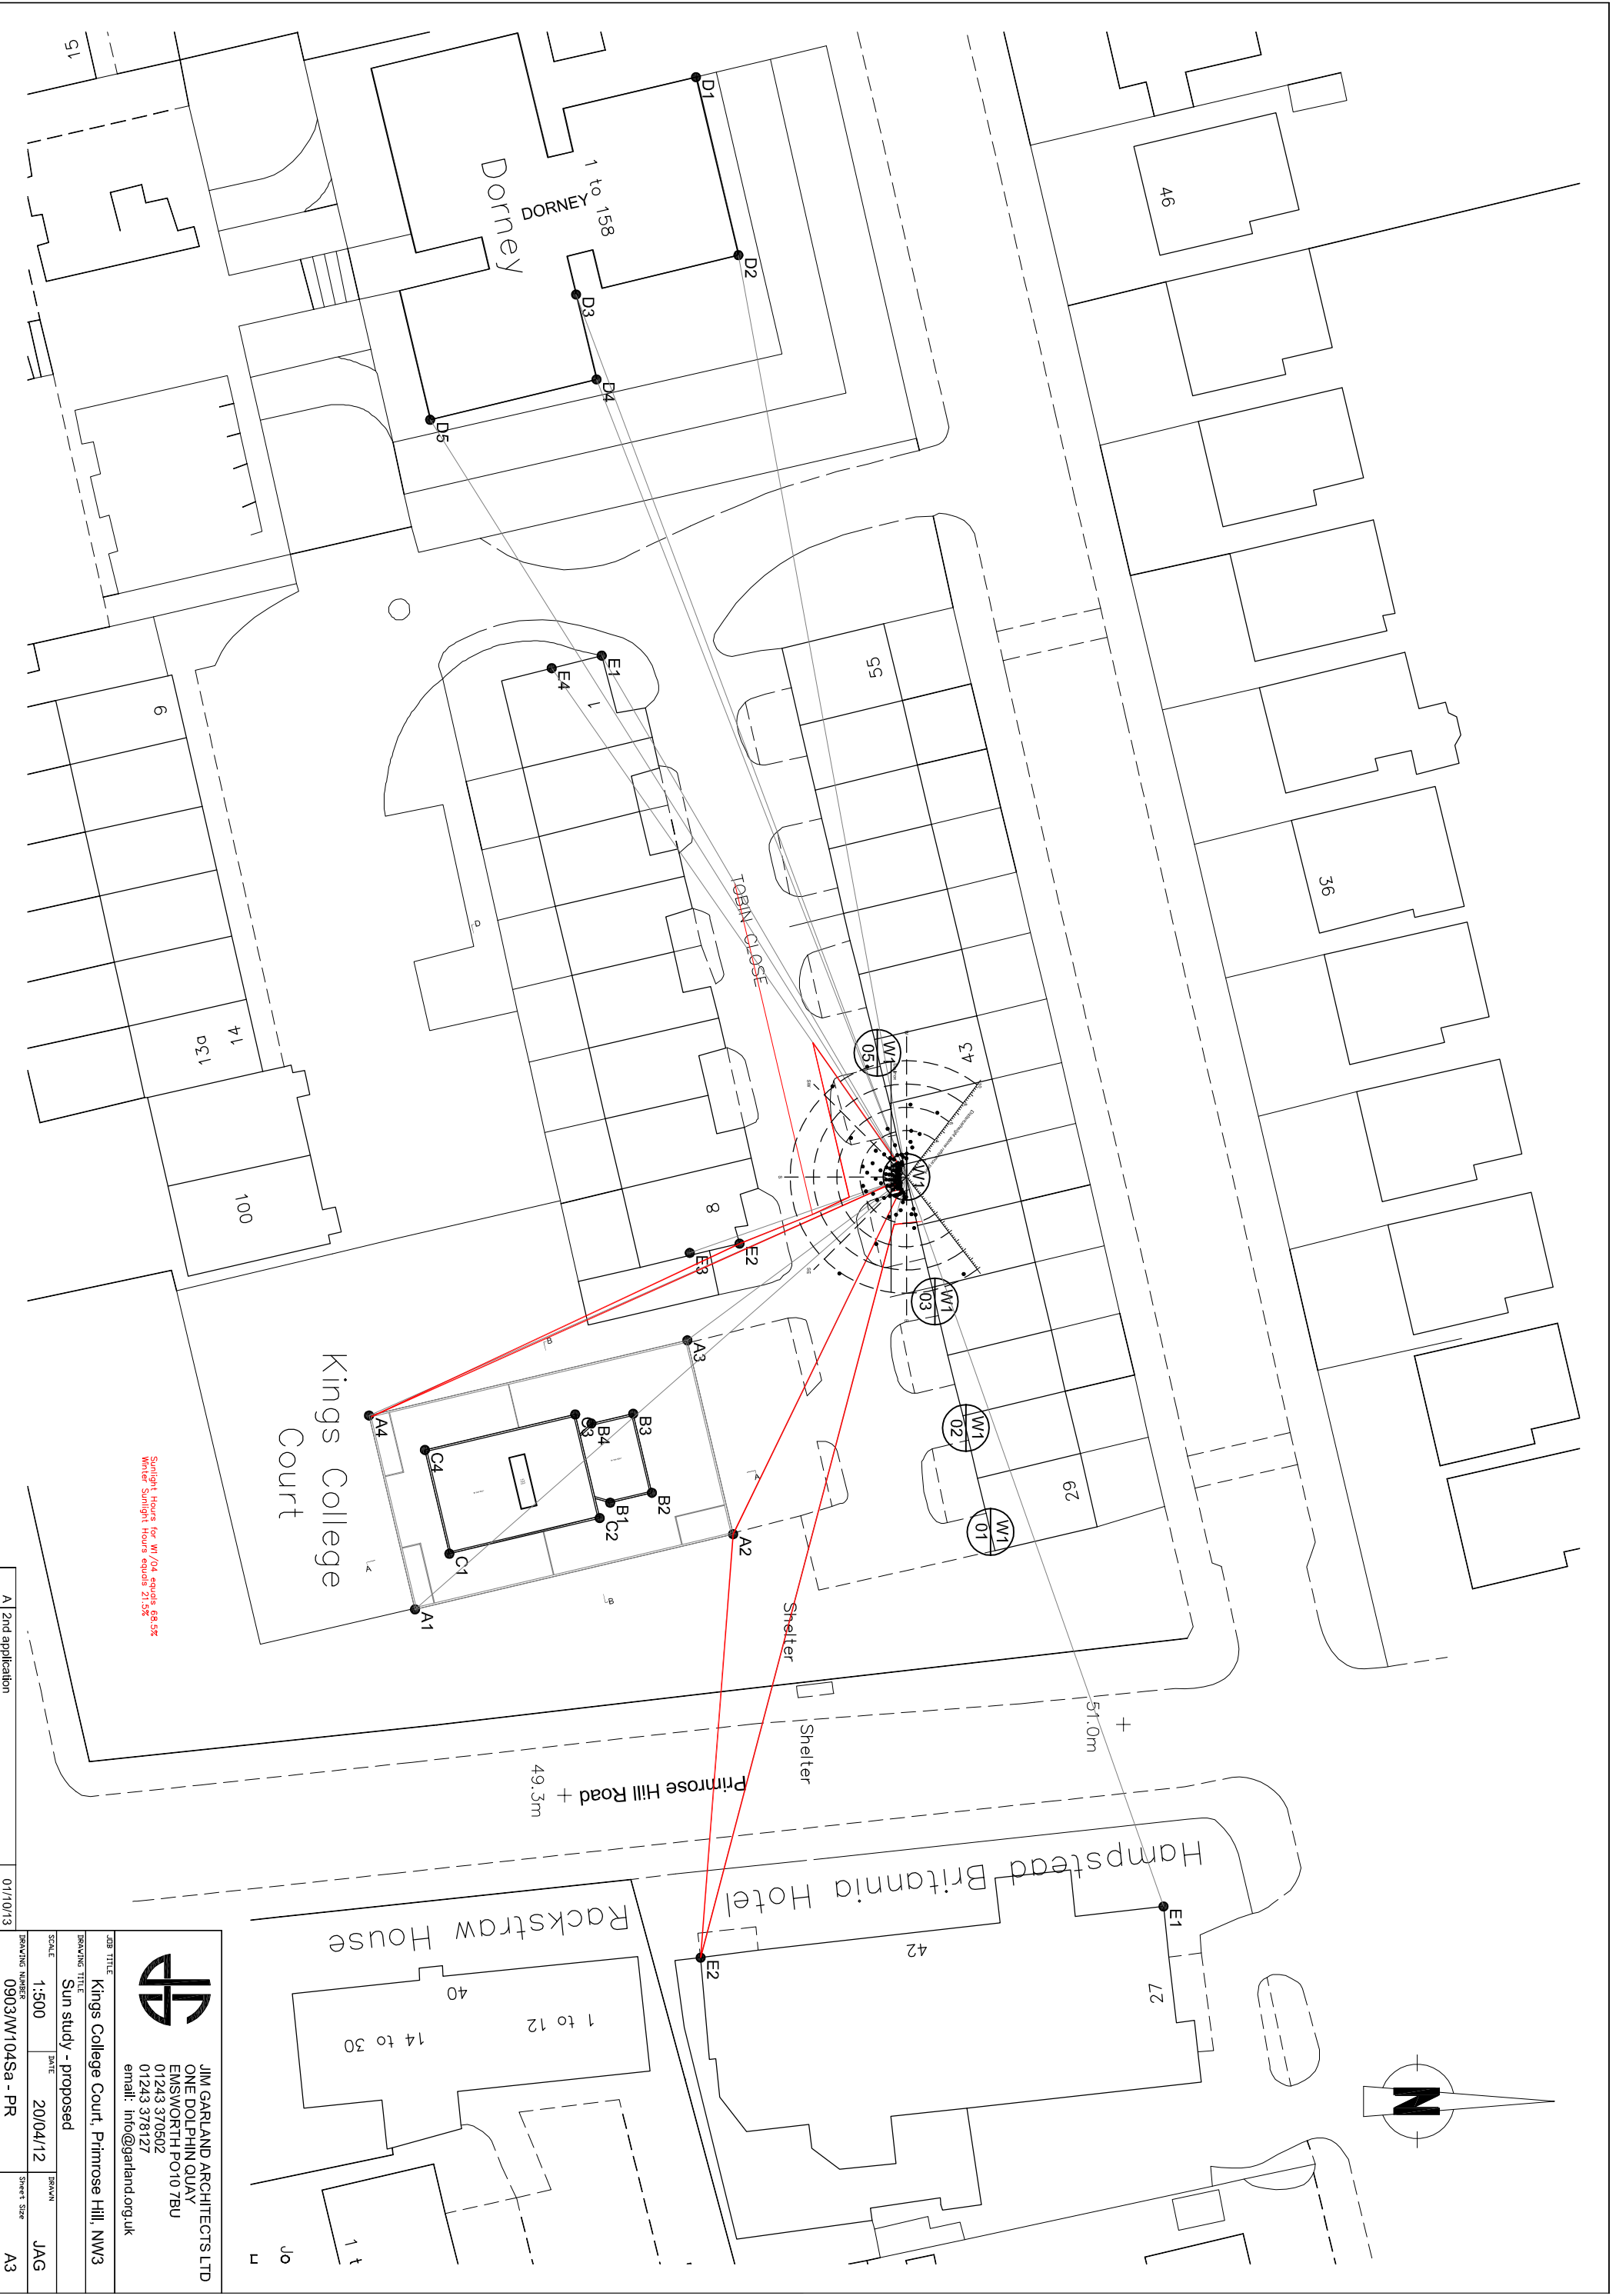 15
1 to 158
DORNEY
Dorney
D1
D2
D3
D4
D5
46
36
55
43
29
W1
05
W1
W1
03
W1
02
W1
01
TOBIN CLOSE
E1
E4
1
8
E2
E3
9
14
13a
100
A3
A4
A2
A1
B3
B4
B2
B1
C3
C4
C2
C1
A
A
B
B
D
SW
S
SE
Kings College
Court
Sunlight Hours for W1/04 equals 68.5%
Winter Sunlight Hours equals 21.5%
Shelter
Shelter
51.0m
49.3m
Primrose Hill Road
Hampstead Britannia Hotel
42
27
E1
E2
Rackstraw House
40
14 to 30
1 to 12
1 t
Jo
N
A 2nd application 01/10/13
JIM GARLAND ARCHITECTS LTD
ONE DOLPHIN QUAY
EMSWORTH PO10 7BU
01243 370502
01243 378127
email: info@garland.org.uk
JOB TITLE
Kings College Court, Primrose Hill, NW3
DRAWING TITLE
Sun study - proposed
SCALE DATE DRAWN
1:500 20/04/12 JAG
DRAWING NUMBER Sheet Size
0903/W104Sa - PR A3